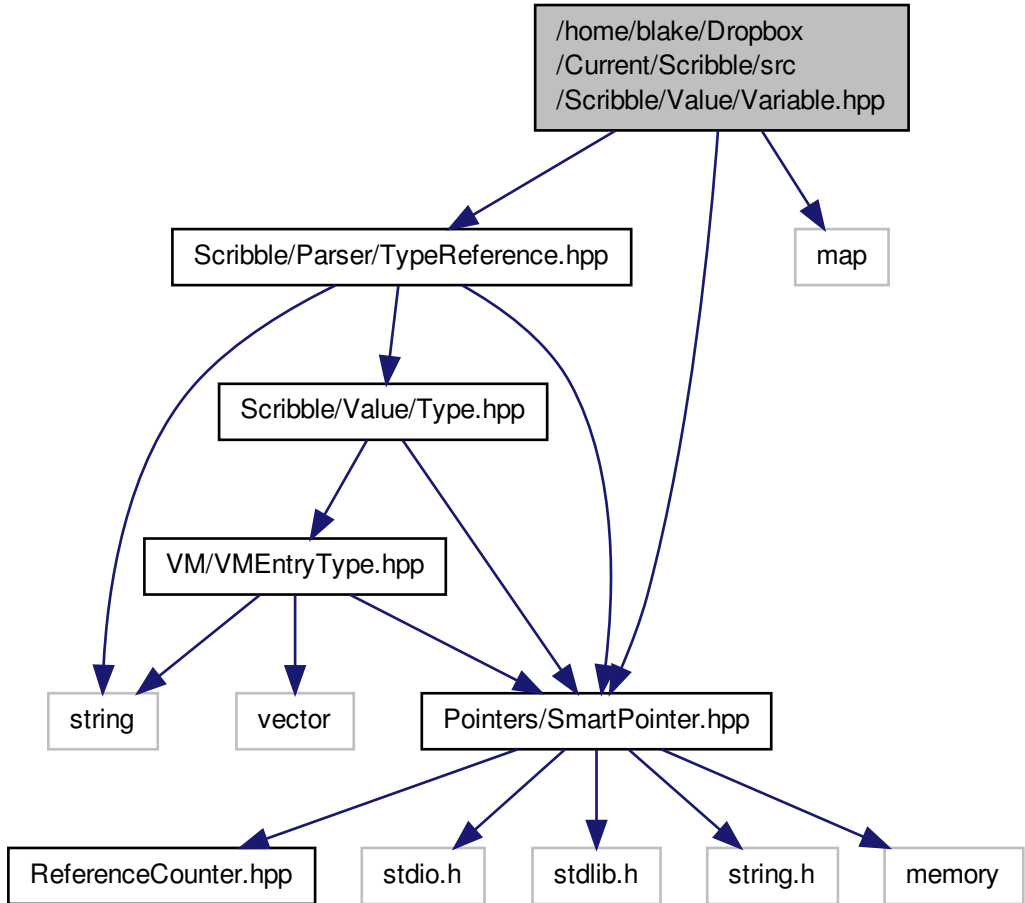 /home/blake/Dropbox
/Current/Scribble/src
/Scribble/Value/Variable.hpp
Scribble/Parser/TypeReference.hpp
map
Scribble/Value/Type.hpp
VM/VMEntryType.hpp
string
vector
Pointers/SmartPointer.hpp
ReferenceCounter.hpp
stdio.h
stdlib.h
string.h
memory